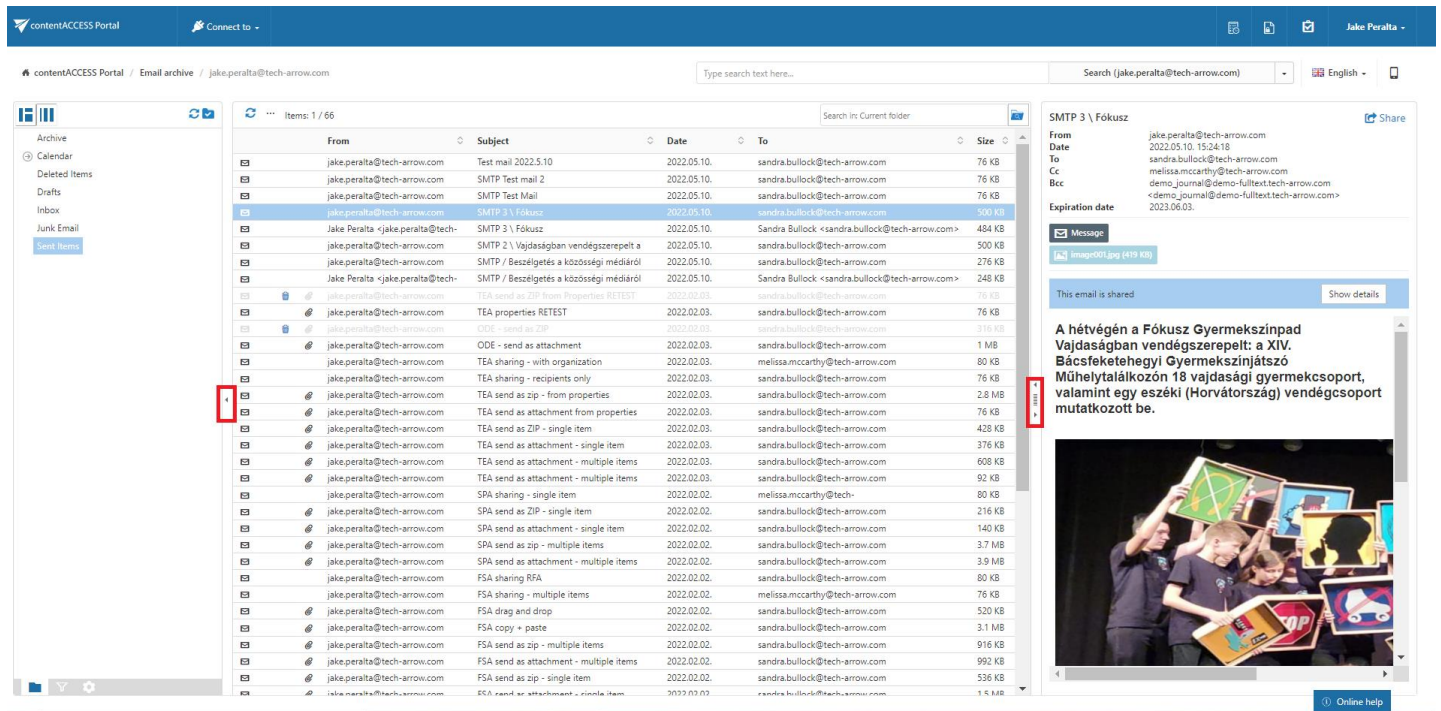 contentACCESS Portal
Connect to
Jake Peralta
contentACCESS Portal / Email archive / jake.peralta@tech-arrow.com
Type search text here...
Search (jake.peralta@tech-arrow.com)
English
Archive
Calendar
Deleted Items
Drafts
Inbox
Junk Email
Sent Items
Items: 1 / 66
Search in: Current folder
From Subject Date To Size
jake.peralta@tech-arrow.com Test mail 2022.5.10 2022.05.10. sandra.bullock@tech-arrow.com 76 KB
jake.peralta@tech-arrow.com SMTP Test mail 2 2022.05.10. sandra.bullock@tech-arrow.com 76 KB
jake.peralta@tech-arrow.com SMTP Test Mail 2022.05.10. sandra.bullock@tech-arrow.com 76 KB
jake.peralta@tech-arrow.com SMTP 3 \ Fókusz 2022.05.10. sandra.bullock@tech-arrow.com 500 KB
Jake Peralta <jake.peralta@tech- SMTP 3 \ Fókusz 2022.05.10. Sandra Bullock <sandra.bullock@tech-arrow.com> 484 KB
jake.peralta@tech-arrow.com SMTP 2 \ Vajdaságban vendégszerepelt a 2022.05.10. sandra.bullock@tech-arrow.com 500 KB
jake.peralta@tech-arrow.com SMTP / Beszélgetés a közösségi médiáról 2022.05.10. sandra.bullock@tech-arrow.com 276 KB
Jake Peralta <jake.peralta@tech- SMTP / Beszélgetés a közösségi médiáról 2022.05.10. Sandra Bullock <sandra.bullock@tech-arrow.com> 248 KB
jake.peralta@tech-arrow.com TEA send as ZIP from Properties RETEST 2022.02.03. sandra.bullock@tech-arrow.com 76 KB
jake.peralta@tech-arrow.com TEA properties RETEST 2022.02.03. sandra.bullock@tech-arrow.com 76 KB
jake.peralta@tech-arrow.com ODE - send as ZIP 2022.02.03. sandra.bullock@tech-arrow.com 316 KB
jake.peralta@tech-arrow.com ODE - send as attachment 2022.02.03. sandra.bullock@tech-arrow.com 1 MB
jake.peralta@tech-arrow.com TEA sharing - with organization 2022.02.03. melissa.mccarthy@tech-arrow.com 80 KB
jake.peralta@tech-arrow.com TEA sharing - recipients only 2022.02.03. sandra.bullock@tech-arrow.com 76 KB
jake.peralta@tech-arrow.com TEA send as zip - from properties 2022.02.03. sandra.bullock@tech-arrow.com 2.8 MB
jake.peralta@tech-arrow.com TEA send as attachment from properties 2022.02.03. sandra.bullock@tech-arrow.com 76 KB
jake.peralta@tech-arrow.com TEA send as ZIP - single item 2022.02.03. sandra.bullock@tech-arrow.com 428 KB
jake.peralta@tech-arrow.com TEA send as attachment - single item 2022.02.03. sandra.bullock@tech-arrow.com 376 KB
jake.peralta@tech-arrow.com TEA send as attachment - multiple items 2022.02.03. sandra.bullock@tech-arrow.com 608 KB
jake.peralta@tech-arrow.com TEA send as attachment - multiple items 2022.02.03. sandra.bullock@tech-arrow.com 92 KB
jake.peralta@tech-arrow.com SPA sharing - single item 2022.02.02. melissa.mccarthy@tech- 80 KB
jake.peralta@tech-arrow.com SPA send as ZIP - single item 2022.02.02. sandra.bullock@tech-arrow.com 216 KB
jake.peralta@tech-arrow.com SPA send as attachment - single item 2022.02.02. sandra.bullock@tech-arrow.com 140 KB
jake.peralta@tech-arrow.com SPA send as zip - multiple items 2022.02.02. sandra.bullock@tech-arrow.com 3.7 MB
jake.peralta@tech-arrow.com SPA send as attachment - multiple items 2022.02.02. sandra.bullock@tech-arrow.com 3.9 MB
jake.peralta@tech-arrow.com FSA sharing RFA 2022.02.02. sandra.bullock@tech-arrow.com 80 KB
jake.peralta@tech-arrow.com FSA sharing - multiple items 2022.02.02. melissa.mccarthy@tech-arrow.com 76 KB
jake.peralta@tech-arrow.com FSA drag and drop 2022.02.02. sandra.bullock@tech-arrow.com 520 KB
jake.peralta@tech-arrow.com FSA copy + paste 2022.02.02. sandra.bullock@tech-arrow.com 3.1 MB
jake.peralta@tech-arrow.com FSA send as zip - multiple items 2022.02.02. sandra.bullock@tech-arrow.com 916 KB
jake.peralta@tech-arrow.com FSA send as attachment - multiple items 2022.02.02. sandra.bullock@tech-arrow.com 992 KB
jake.peralta@tech-arrow.com FSA send as zip - single item 2022.02.02. sandra.bullock@tech-arrow.com 536 KB
jake.peralta@tech-arrow.com FSA send as attachment - single item 2022.02.02. sandra.bullock@tech-arrow.com 1.5 MB
SMTP 3 \ Fókusz
Share
From jake.peralta@tech-arrow.com
Date 2022.05.10. 15:24:18
To sandra.bullock@tech-arrow.com
Cc melissa.mccarthy@tech-arrow.com
Bcc demo_journal@demo-fulltext.tech-arrow.com
<demo_journal@demo-fulltext.tech-arrow.com>
Expiration date 2023.06.03.
Message
image001.jpg (419 KB)
This email is shared
Show details
A hétvégén a Fókusz Gyermekszínpad
Vajdaságban vendégszerepelt: a XIV.
Bácsfeketehegyi Gyermekszínjátszó
Műhelytalálkozón 18 vajdasági gyermekcsoport,
valamint egy eszéki (Horvátország) vendégcsoport
mutatkozott be.
STOP
Online help